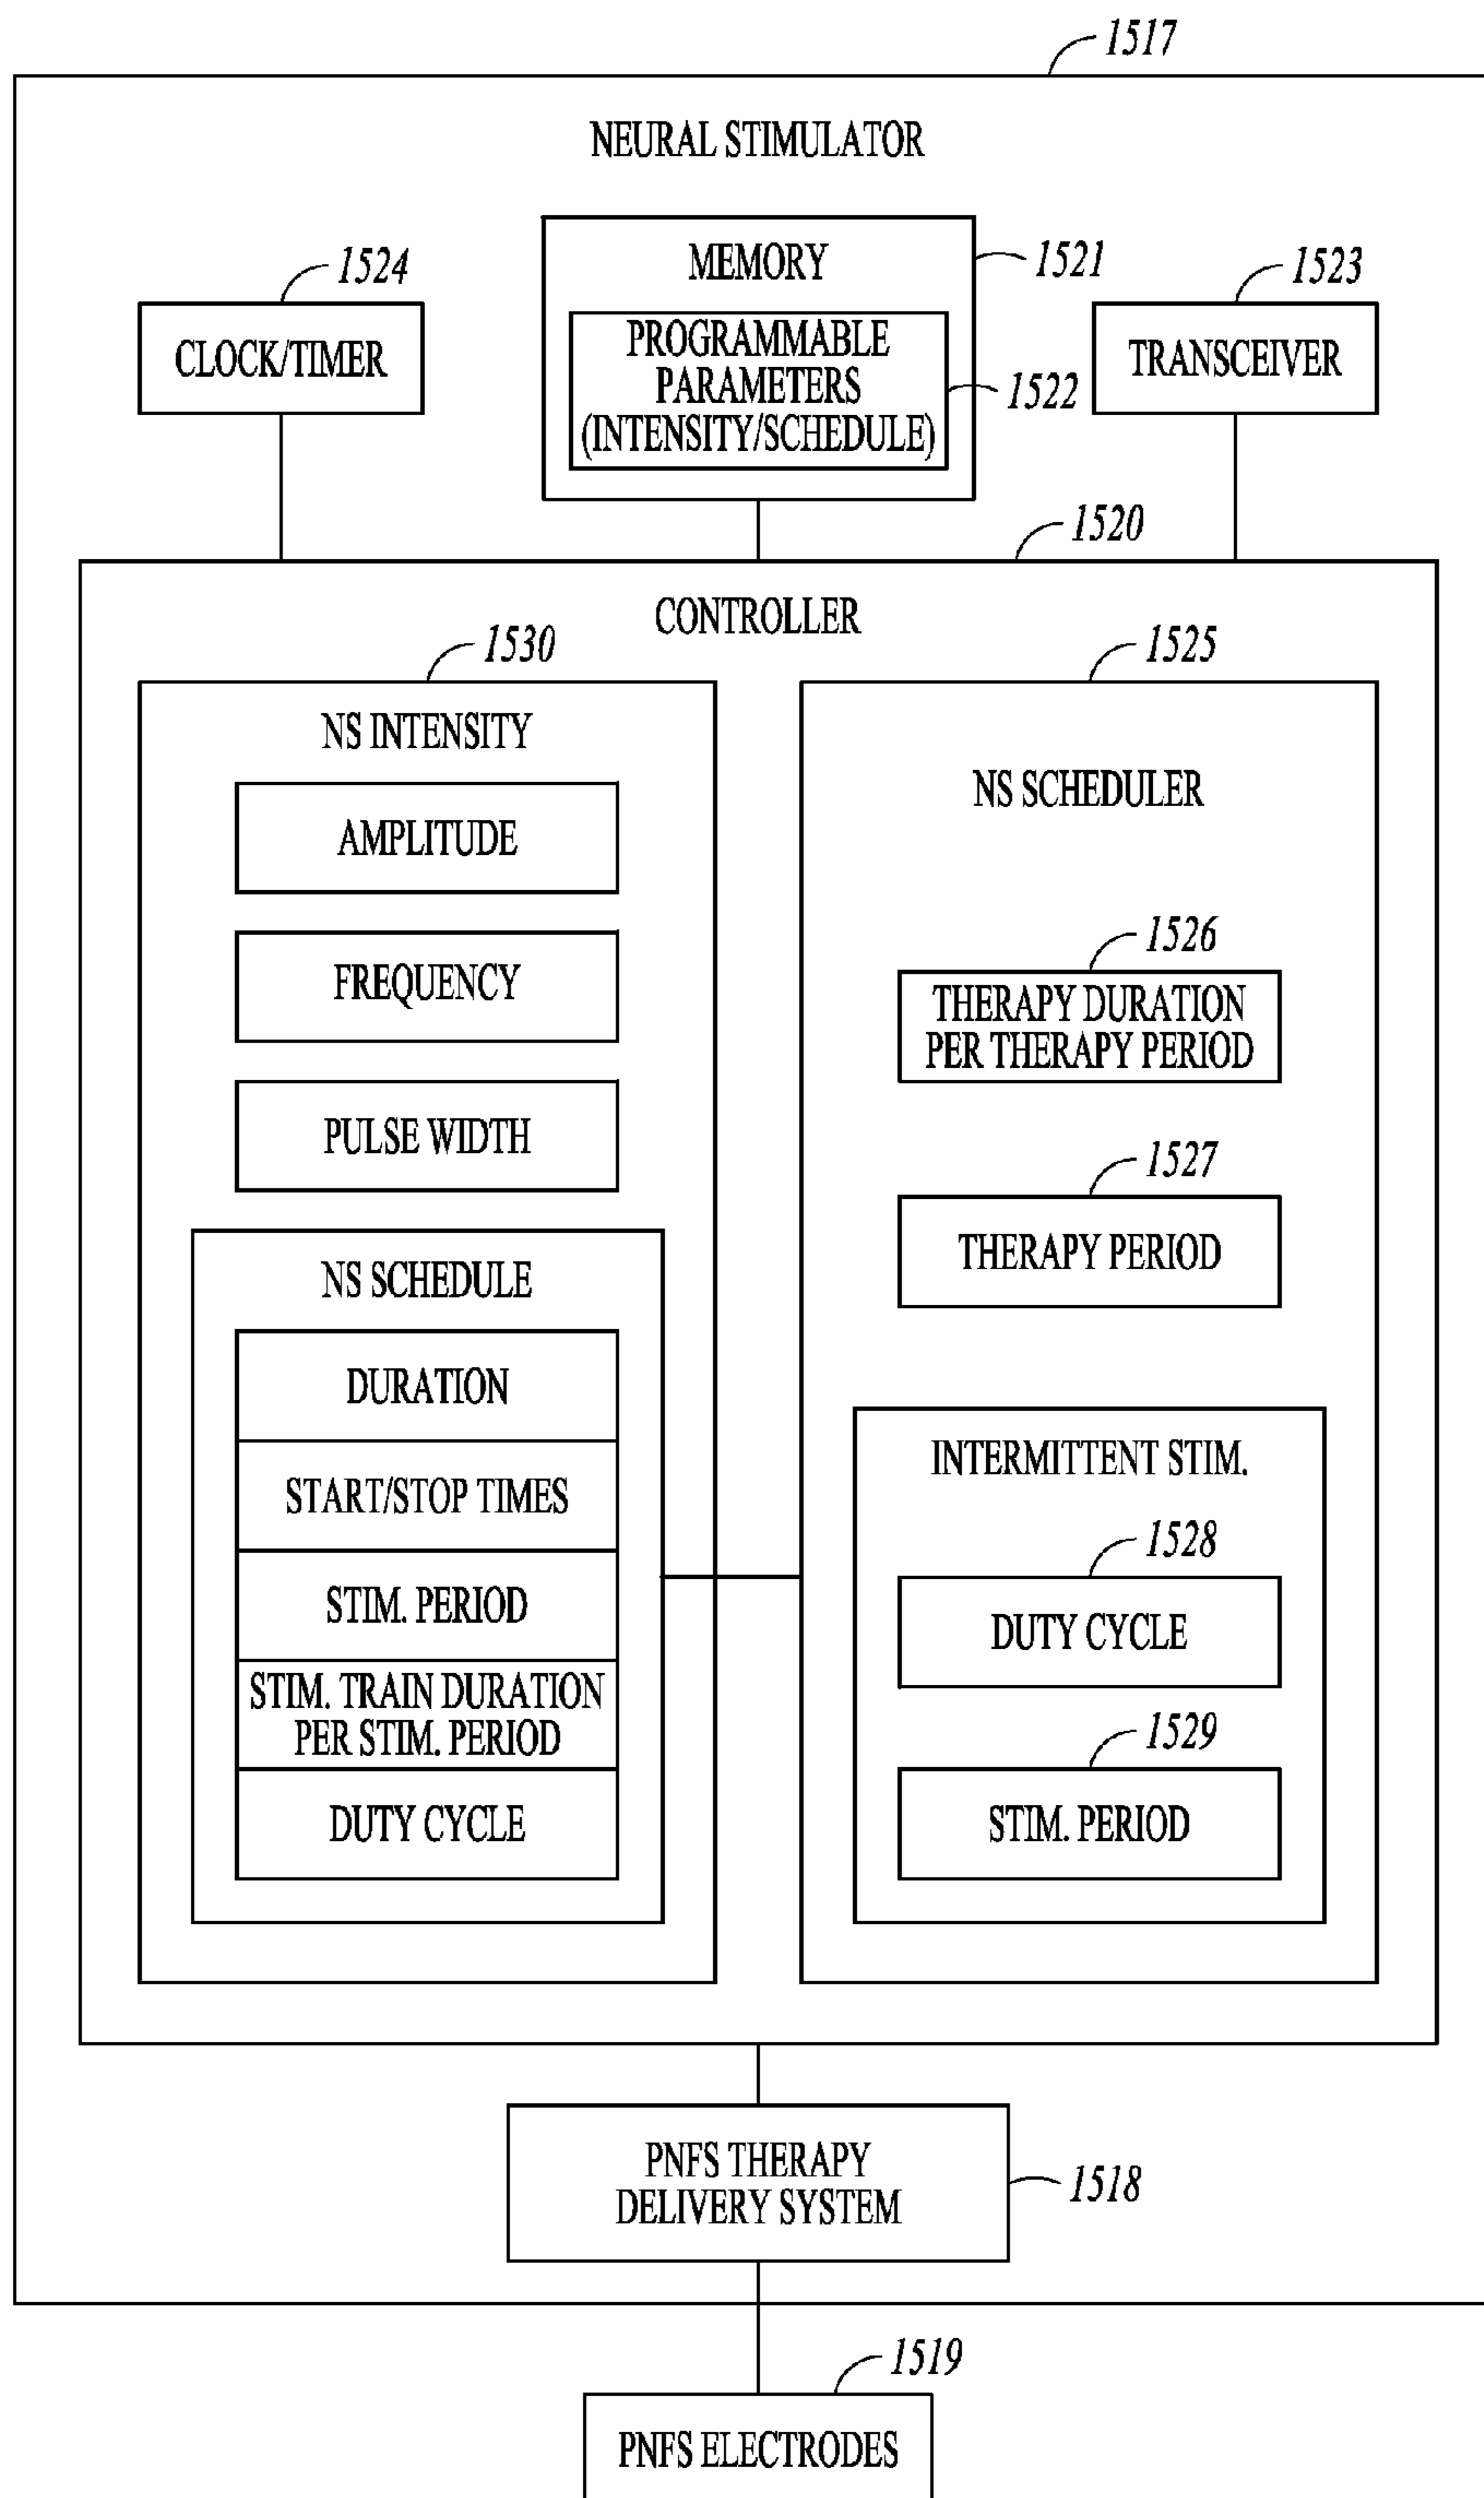 1517
NEURAL STIMULATOR
1524
CLOCK/TIMER
MEMORY
1521
PROGRAMMABLE
PARAMETERS
(INTENSITY/SCHEDULE)
1522
1523
TRANSCEIVER
1520
CONTROLLER
1530
NS INTENSITY
AMPLITUDE
FREQUENCY
PULSE WIDTH
NS SCHEDULE
DURATION
START/STOP TIMES
STIM. PERIOD
STIM. TRAIN DURATION
PER STIM. PERIOD
DUTY CYCLE
1525
NS SCHEDULER
1526
THERAPY DURATION
PER THERAPY PERIOD
1527
THERAPY PERIOD
INTERMITTENT STIM.
1528
DUTY CYCLE
1529
STIM. PERIOD
PNFS THERAPY
DELIVERY SYSTEM
1518
1519
PNFS ELECTRODES